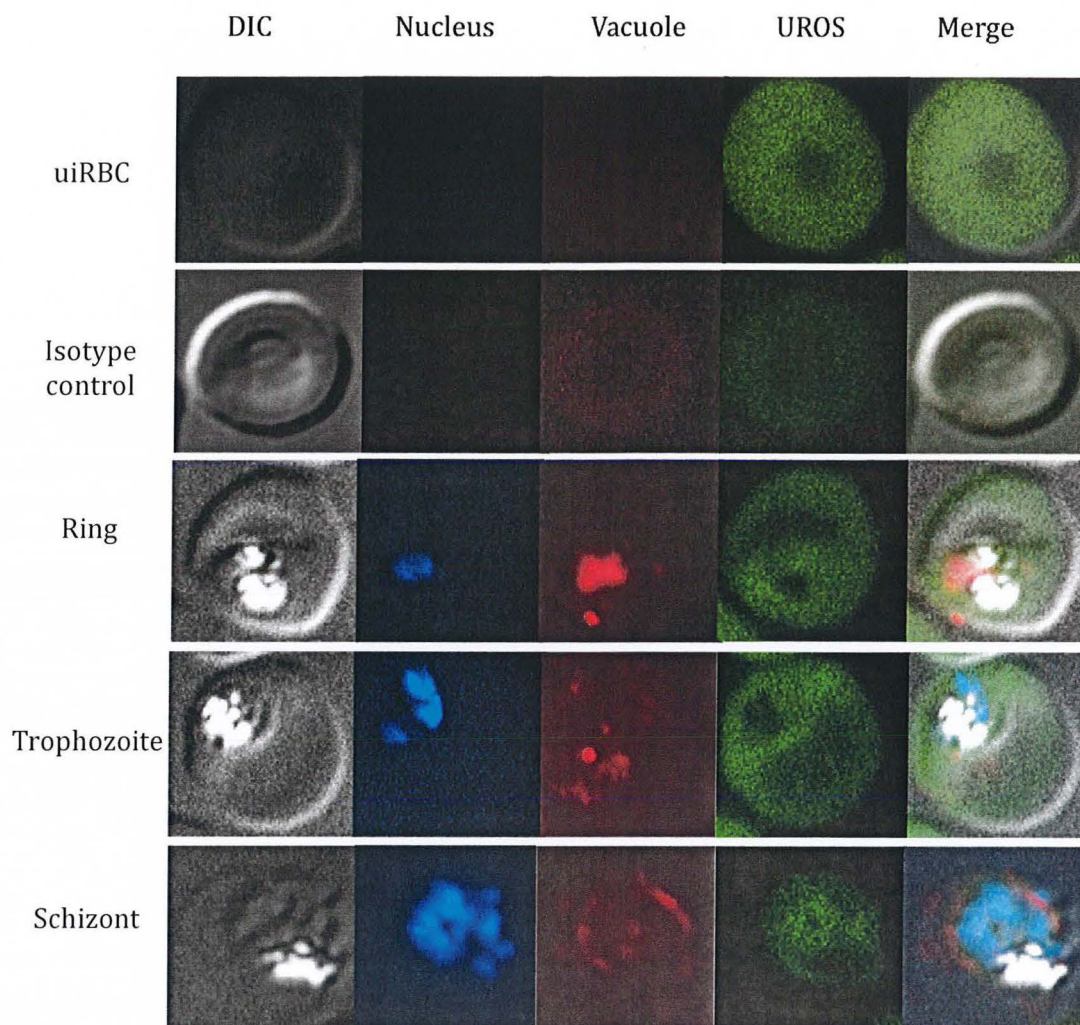 DIC Nucleus Vacuole UROS Merge
uiRBC
Isotype
control
Ring
Trophozoite
Schizont